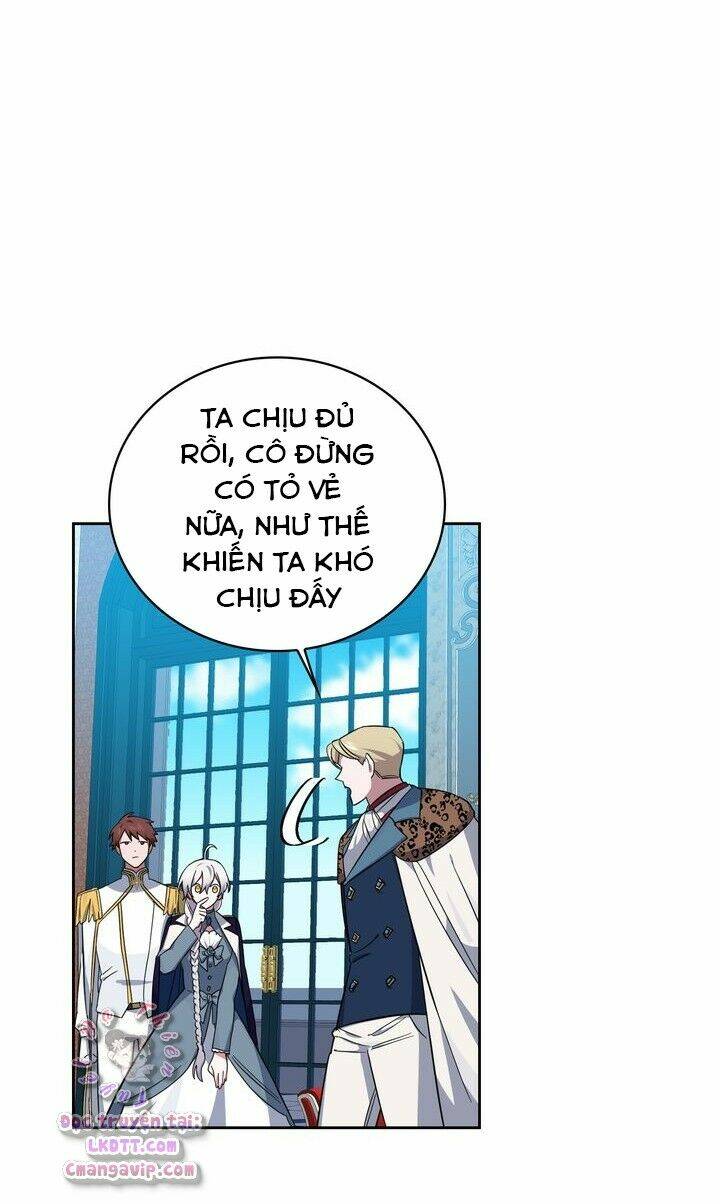 TA CHỊU ĐỦ
RỒI, CÔ ĐỪNG
CÓ TỎ VẺ
NỮA, NHƯ THẾ
KHIẾN TA KHÓ
CHỊU ĐẤY
Đọc truyện tại:
LKDTT.com
Cmangavip.com